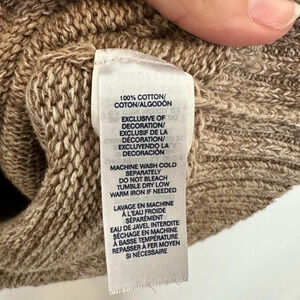 100% COTTON/
COTON/ALGODÓN
EXCLUSIVE OF
DECORATION/
EXCLUSIF DE LA
DÉCORATION/
EXCLUYENDO LA
DECORACIÓN
MACHINE WASH COLD
SEPARATELY
DO NOT BLEACH
TUMBLE DRY LOW
WARM IRON IF NEEDED
LAVAGE EN MACHINE
À L'EAU FROIDE
SÉPARÉMENT
EAU DE JAVEL INTERDITE
SÉCHAGE EN MACHINE
À BASSE TEMPÉRATURE
REPASSER À FER MOYEN
SI NÉCESSAIRE